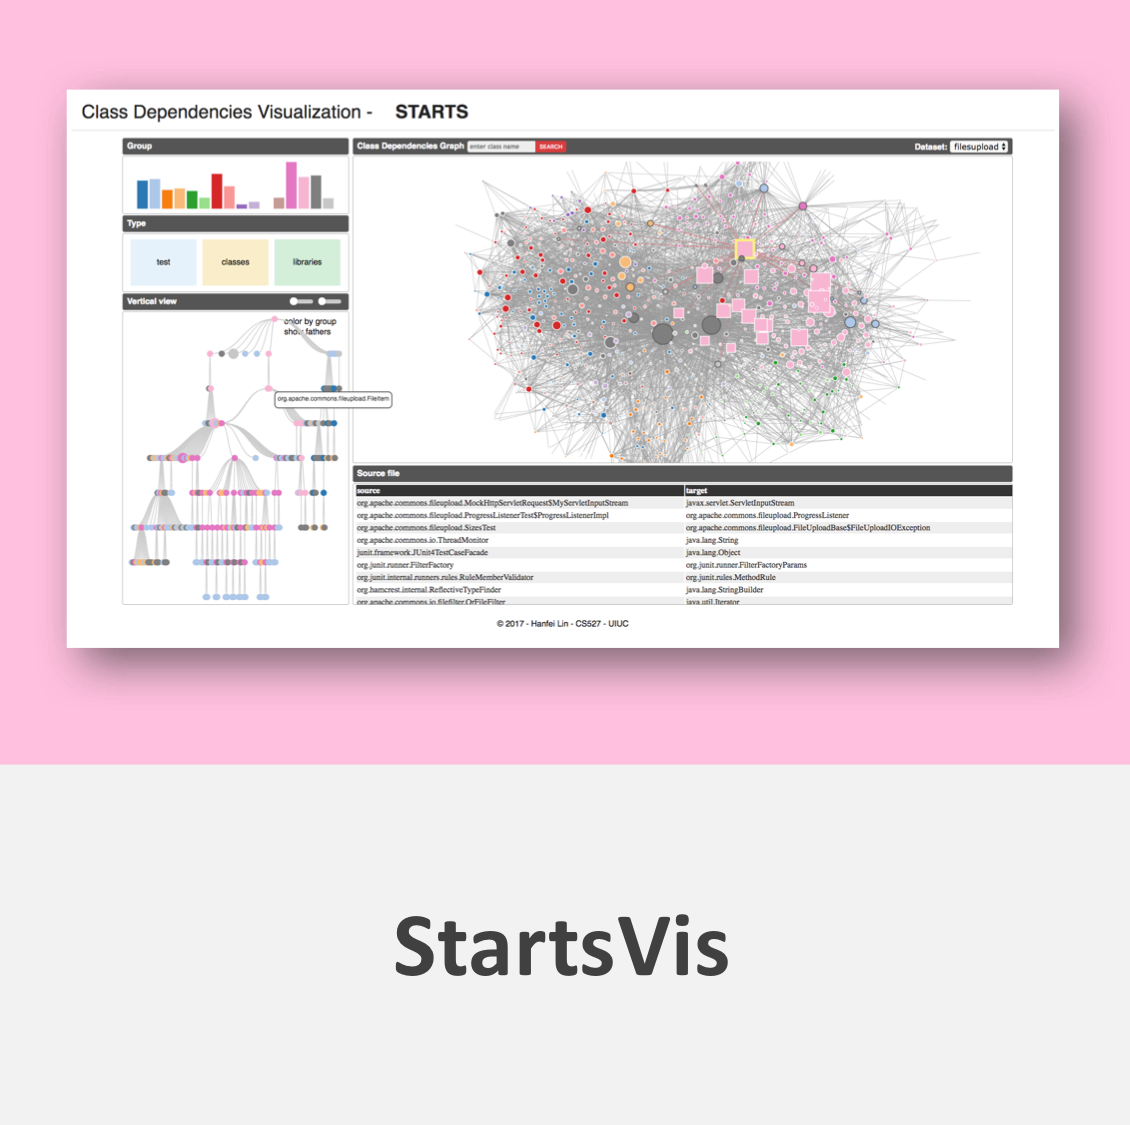 Class Dependencies Visualization - STARTS
Group
Type
test classes libraries
Vertical view
color by group
show fathers
org.apache.commons.fileupload.FileItem
Class Dependencies Graph enter class name SEARCH Dataset: filesupload
Source file
source target
org.apache.commons.fileupload.MockHttpServletRequest$MyServletInputStream javax.servlet.ServletInputStream
org.apache.commons.fileupload.ProgressListenerTest$ProgressListenerImpl org.apache.commons.fileupload.ProgressListener
org.apache.commons.fileupload.SizesTest org.apache.commons.fileupload.FileUploadBase$FileUploadIOException
org.apache.commons.io.ThreadMonitor java.lang.String
junit.framework.JUnit4TestCaseFacade java.lang.Object
org.junit.runner.FilterFactory org.junit.runner.FilterFactoryParams
org.junit.internal.runners.rules.RuleMemberValidator org.junit.rules.MethodRule
org.hamcrest.internal.ReflectiveTypeFinder java.lang.StringBuilder
org.apache.commons.io.filefilter.OrFileFilter java.util.Iterator
© 2017 - Hanfei Lin - CS527 - UIUC
StartsVis